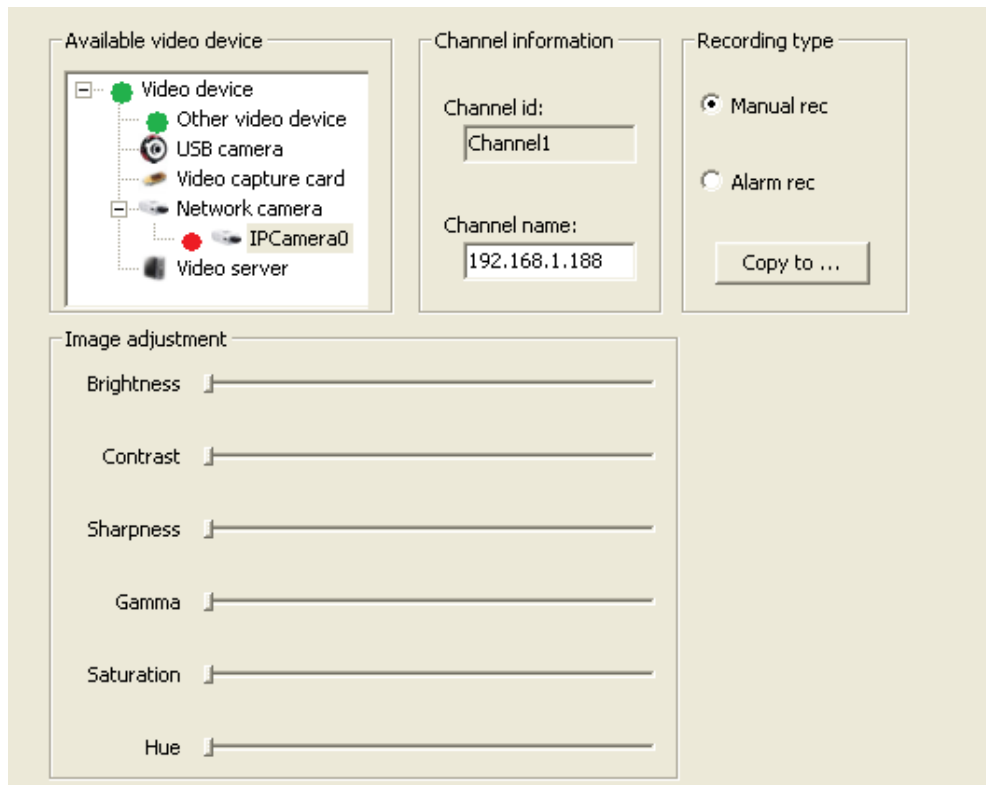 Available video device
Video device
Other video device
USB camera
Video capture card
Network camera
IPCamera0
Video server
Channel information
Channel id:
Channel1
Channel name:
192.168.1.188
Recording type
Manual rec
Alarm rec
Copy to ...
Image adjustment
Brightness
Contrast
Sharpness
Gamma
Saturation
Hue